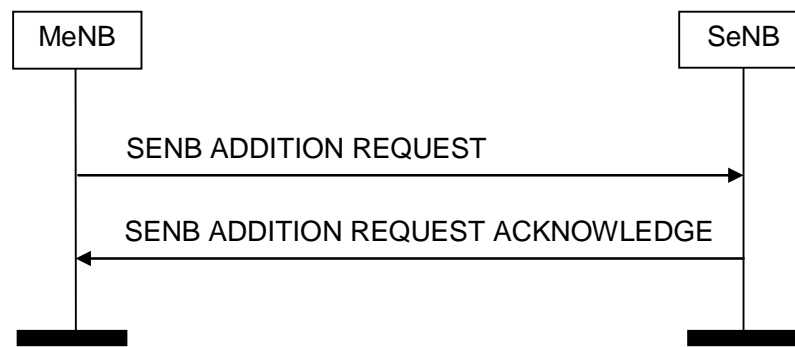 MeNB
SeNB
SENB ADDITION REQUEST
SENB ADDITION REQUEST ACKNOWLEDGE